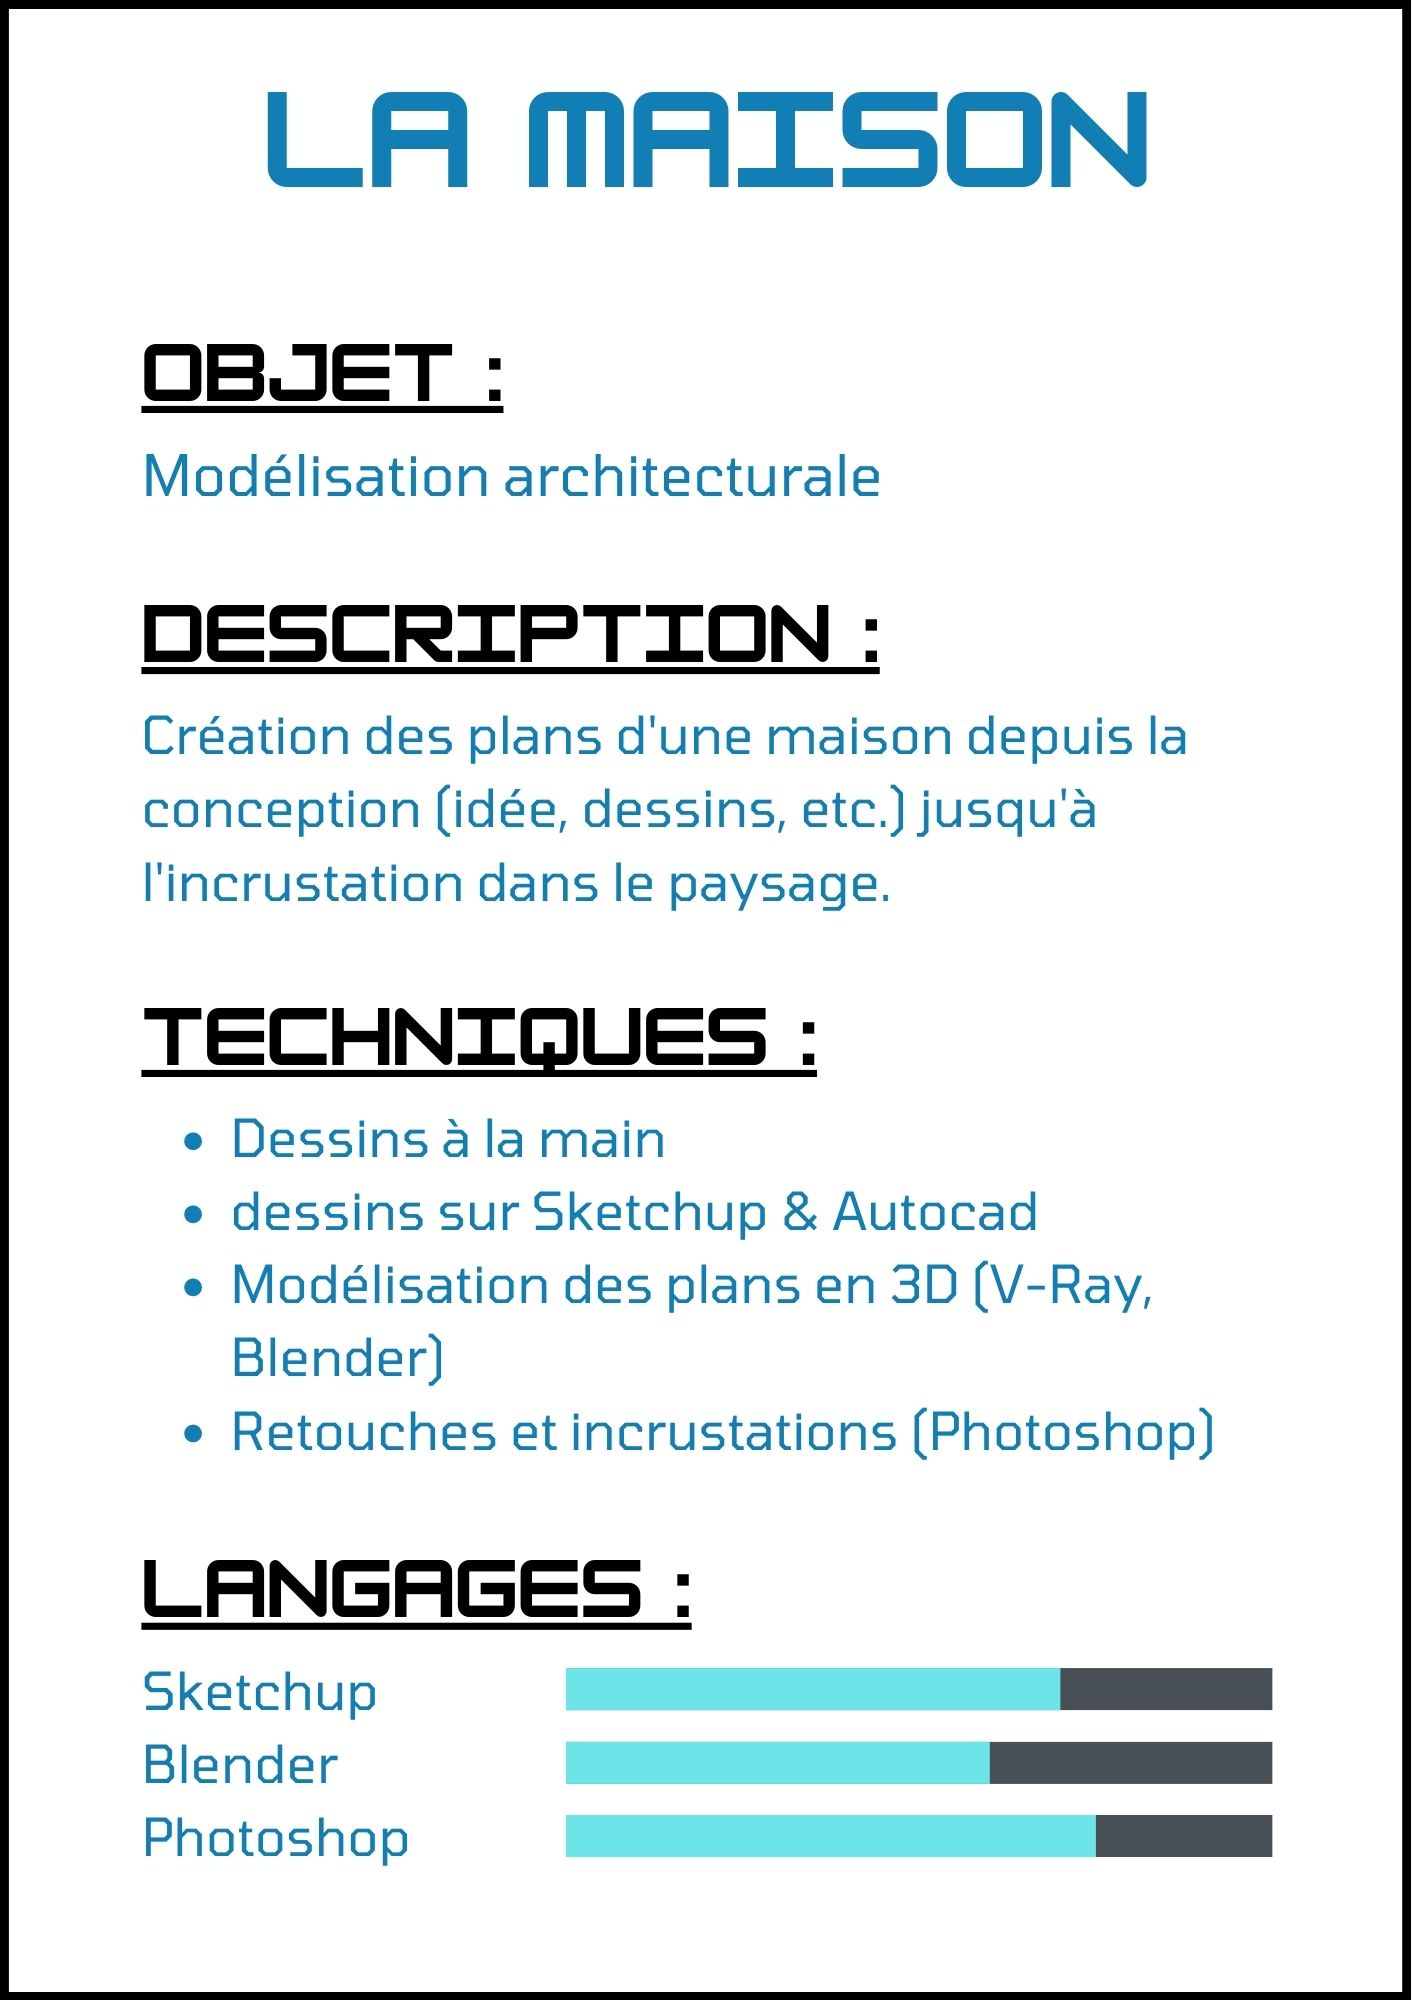 LA MAISON
OBJET :
Modélisation architecturale
DESCRIPTION :
Création des plans d'une maison depuis la
conception (idée, dessins, etc.) jusqu'à
l'incrustation dans le paysage.
TECHNIQUES :
• Dessins à la main
• dessins sur Sketchup & Autocad
• Modélisation des plans en 3D (V-Ray,
Blender)
• Retouches et incrustations (Photoshop)
LANGAGES :
Sketchup
Blender
Photoshop